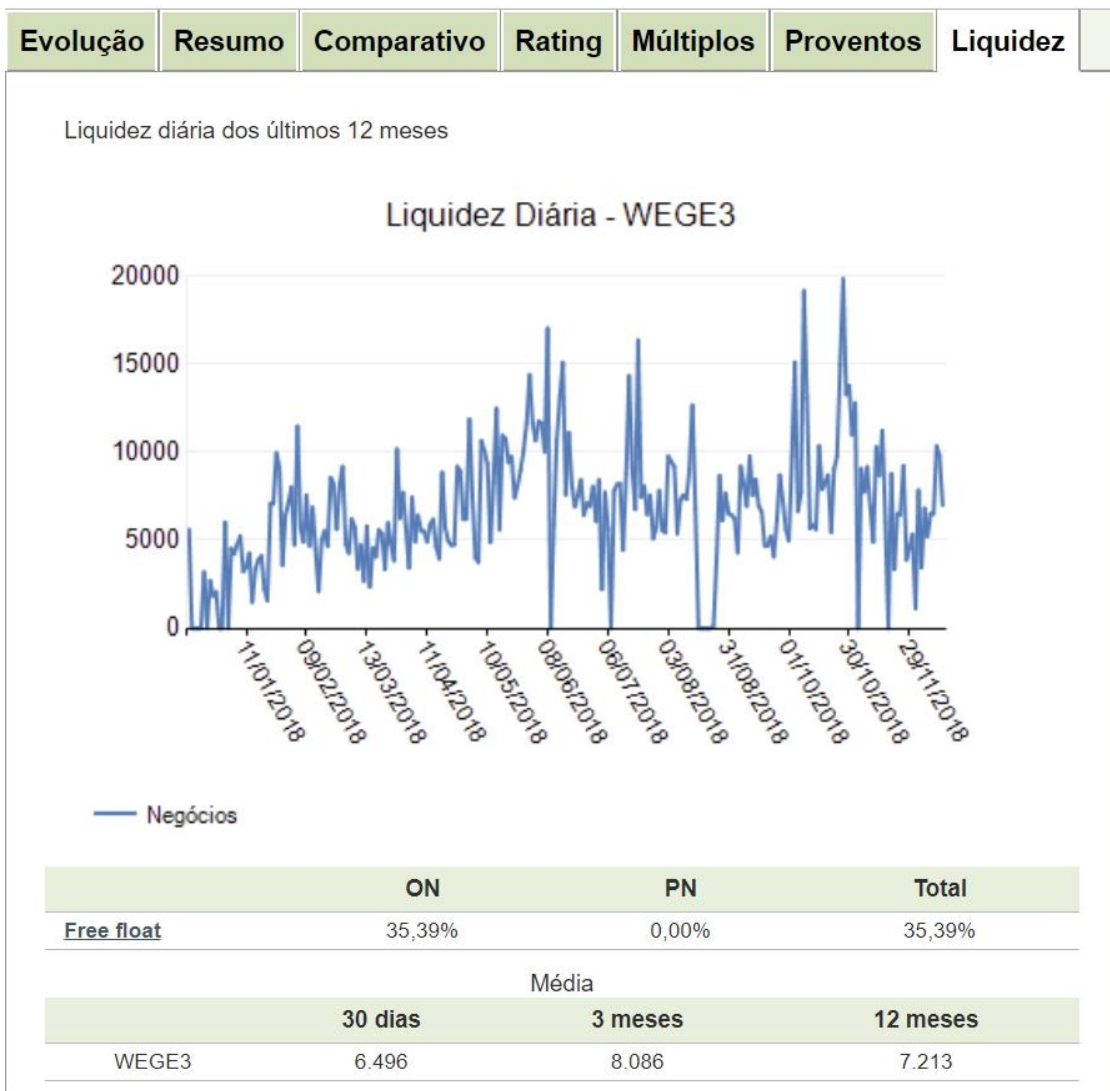 Evolução Resumo Comparativo Rating Múltiplos Proventos Liquidez
Liquidez diária dos últimos 12 meses
Liquidez Diária - WEGE3
20000
15000
10000
5000
0
11/01/2018 09/02/2018 13/03/2018 11/04/2018 10/05/2018 08/06/2018 06/07/2018 03/08/2018 31/08/2018 01/10/2018 30/10/2018 29/11/2018
Negócios
ON PN Total
Free float 35,39% 0,00% 35,39%
Média
30 dias 3 meses 12 meses
WEGE3 6.496 8.086 7.213